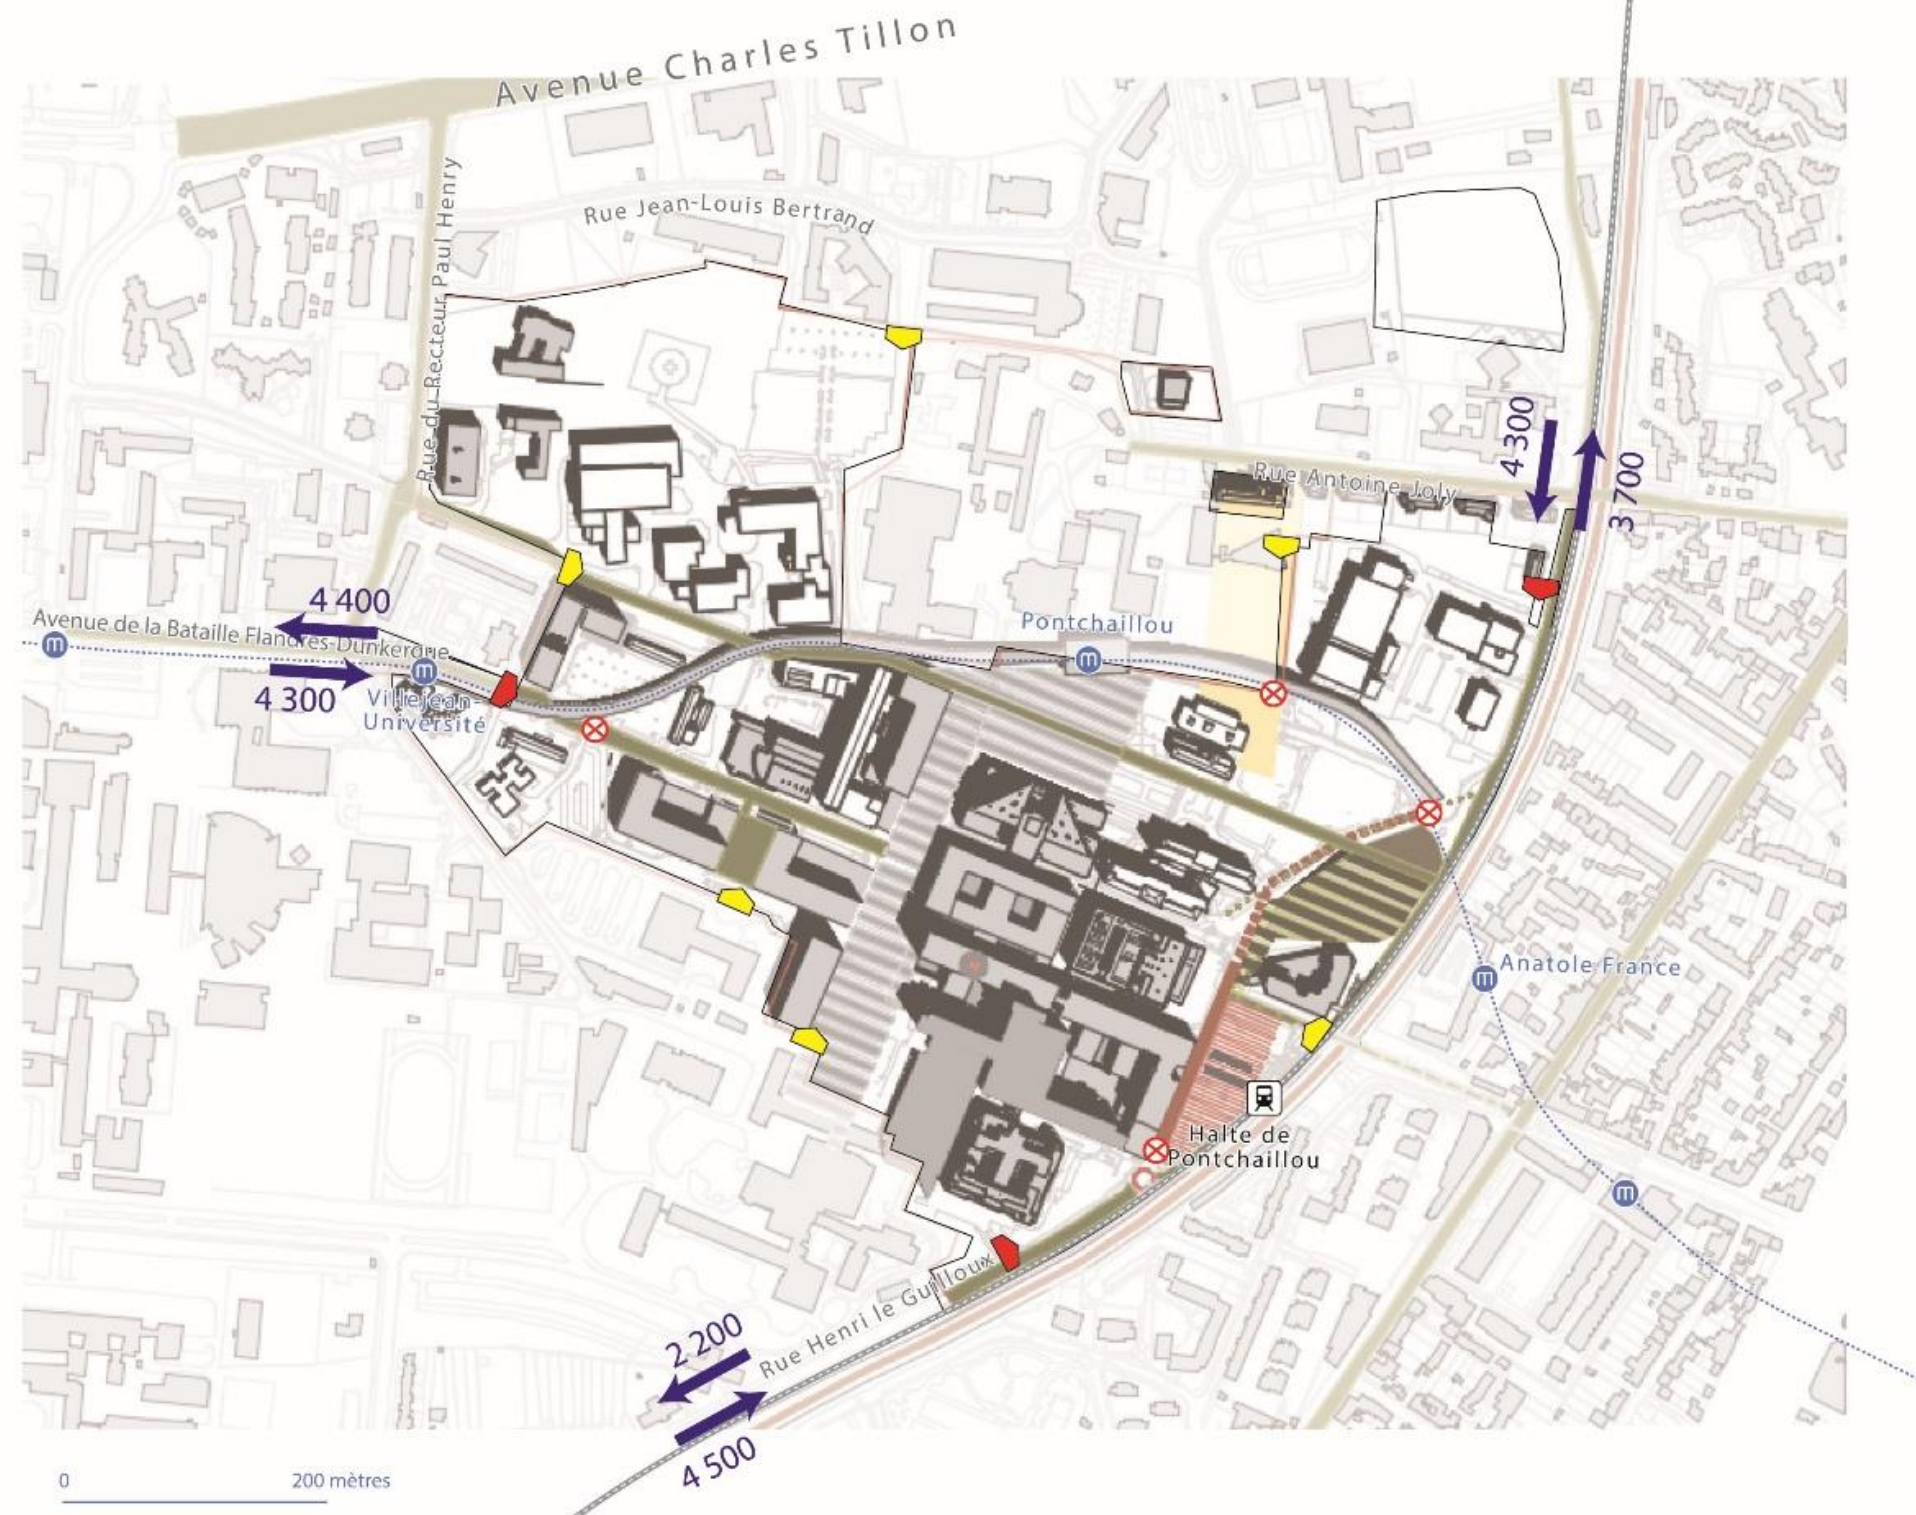 Avenue Charles Tillon
Rue du Recteur Paul Henry
Rue Jean-Louis Bertrand
4 300
3 700
Rue Antoine Joly
4 400
Avenue de la Bataille Flandres-Dunkerque
m
m
4 300
Villejean-
Université
Pontchaillou
m
m
Anatole France
Halte de
Pontchaillou
m
Rue Henri le Guilloux
2 200
4 500
0
200 mètres